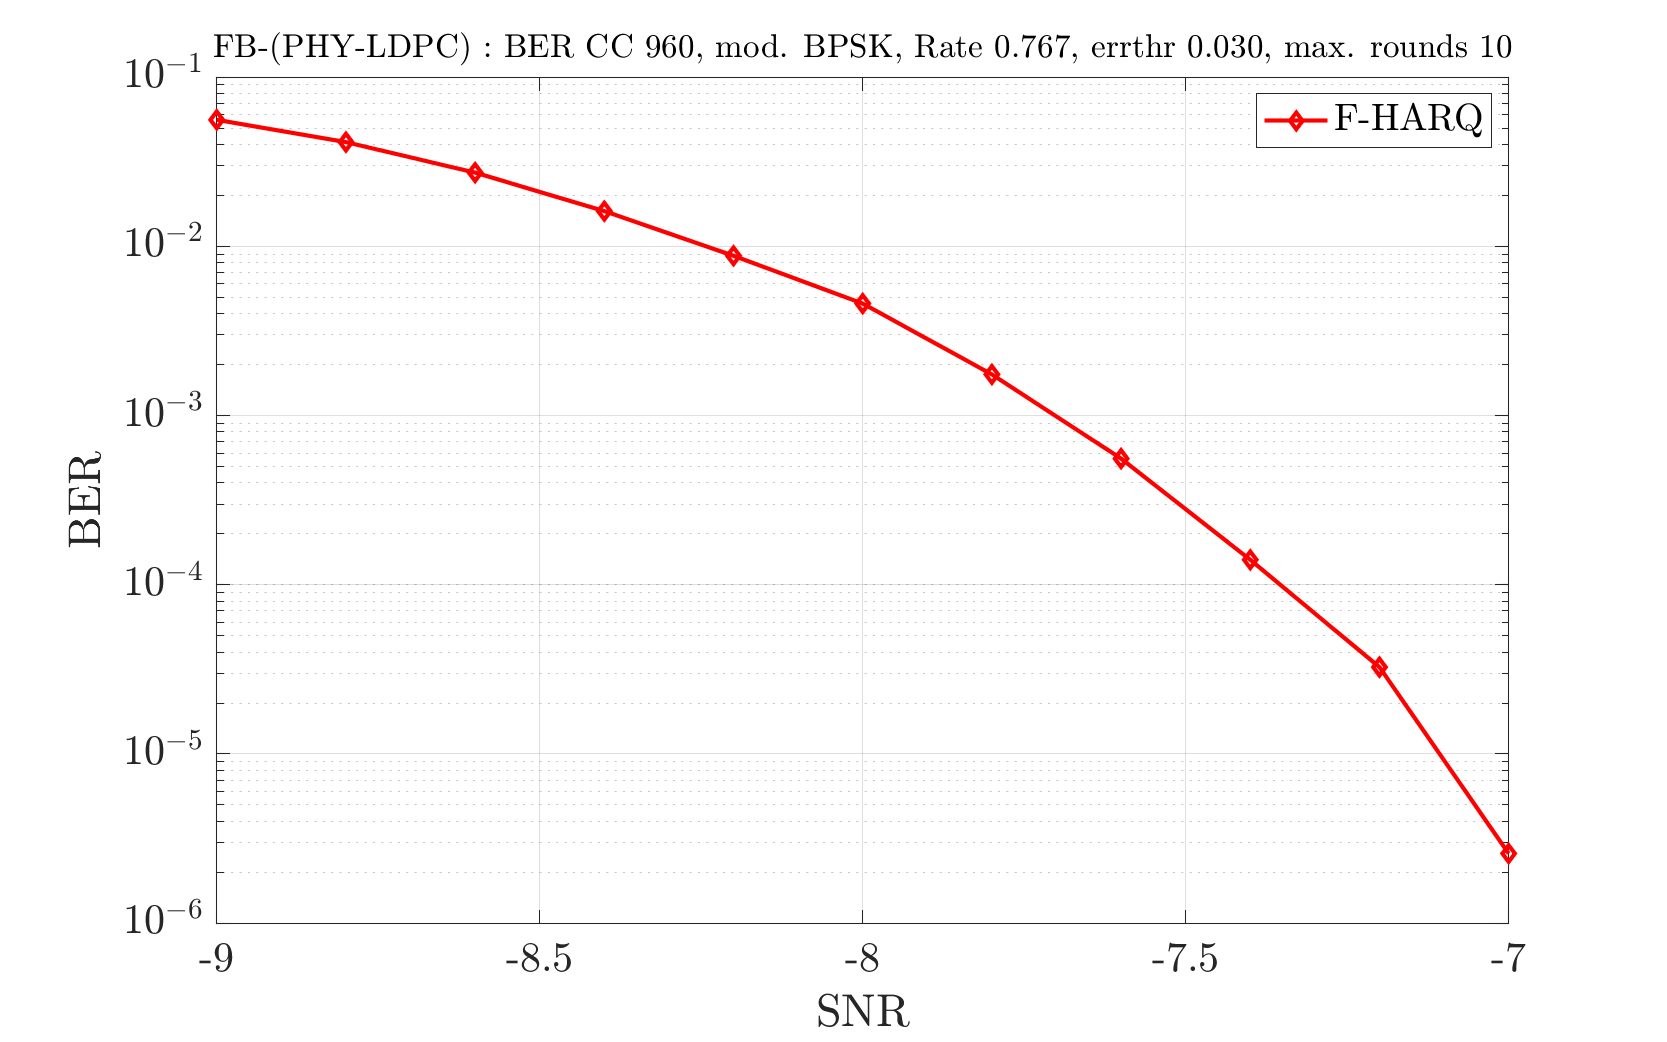 FB-(PHY-LDPC) : BER CC 960, mod. BPSK, Rate 0.767, errthr 0.030, max. rounds 10
10⁻¹
F-HARQ
10⁻²
10⁻³
BER
10⁻⁴
10⁻⁵
10⁻⁶
-9 -8.5 -8 -7.5 -7
SNR